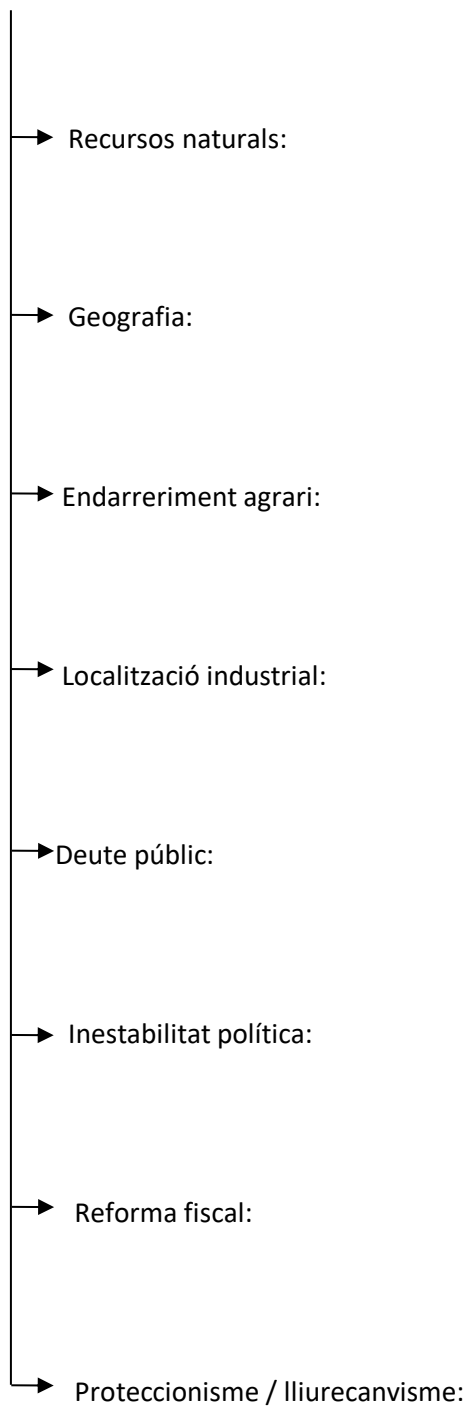 Recursos naturals:
Geografia:
Endarreriment agrari:
Localització industrial:
Deute públic:
Inestabilitat política:
Reforma fiscal:
Proteccionisme / lliurecanvisme: